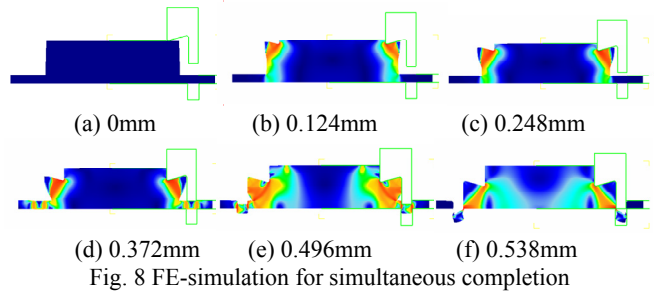 (a) 0mm
(b) 0.124mm
(c) 0.248mm
(d) 0.372mm
(e) 0.496mm
(f) 0.538mm
Fig. 8 FE-simulation for simultaneous completion